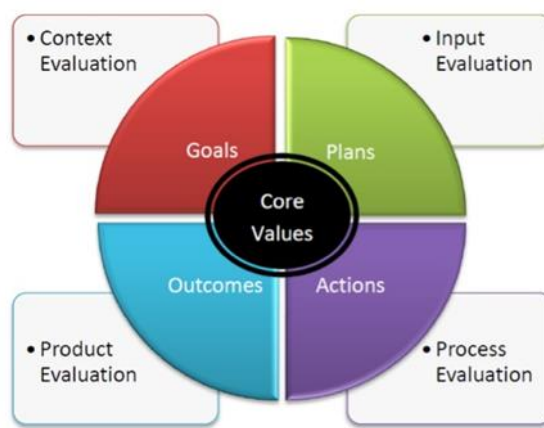 • Context
Evaluation
• Input
Evaluation
Goals
Plans
Core
Values
Outcomes
Actions
• Product
Evaluation
• Process
Evaluation